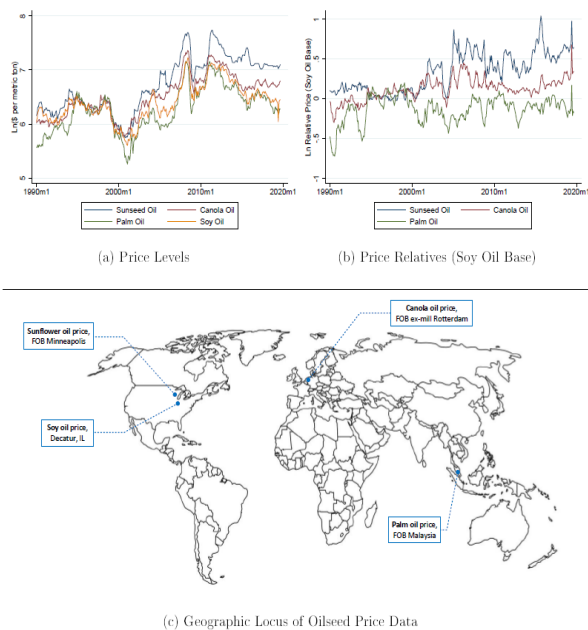 Ln($ per metric ton)
8
7
6
5
1990m1 2000m1 2010m1 2020m1
Sunseed Oil Canola Oil
Palm Oil Soy Oil
(a) Price Levels
Ln Relative Price (Soy Oil Base)
1
.5
0
-.5
-1
1990m1 2000m1 2010m1 2020m1
Sunseed Oil Canola Oil
Palm Oil
(b) Price Relatives (Soy Oil Base)
Canola oil price,
FOB ex-mill Rotterdam
Sunflower oil price,
FOB Minneapolis
Soy oil price,
Decatur, IL
Palm oil price,
FOB Malaysia
(c) Geographic Locus of Oilseed Price Data